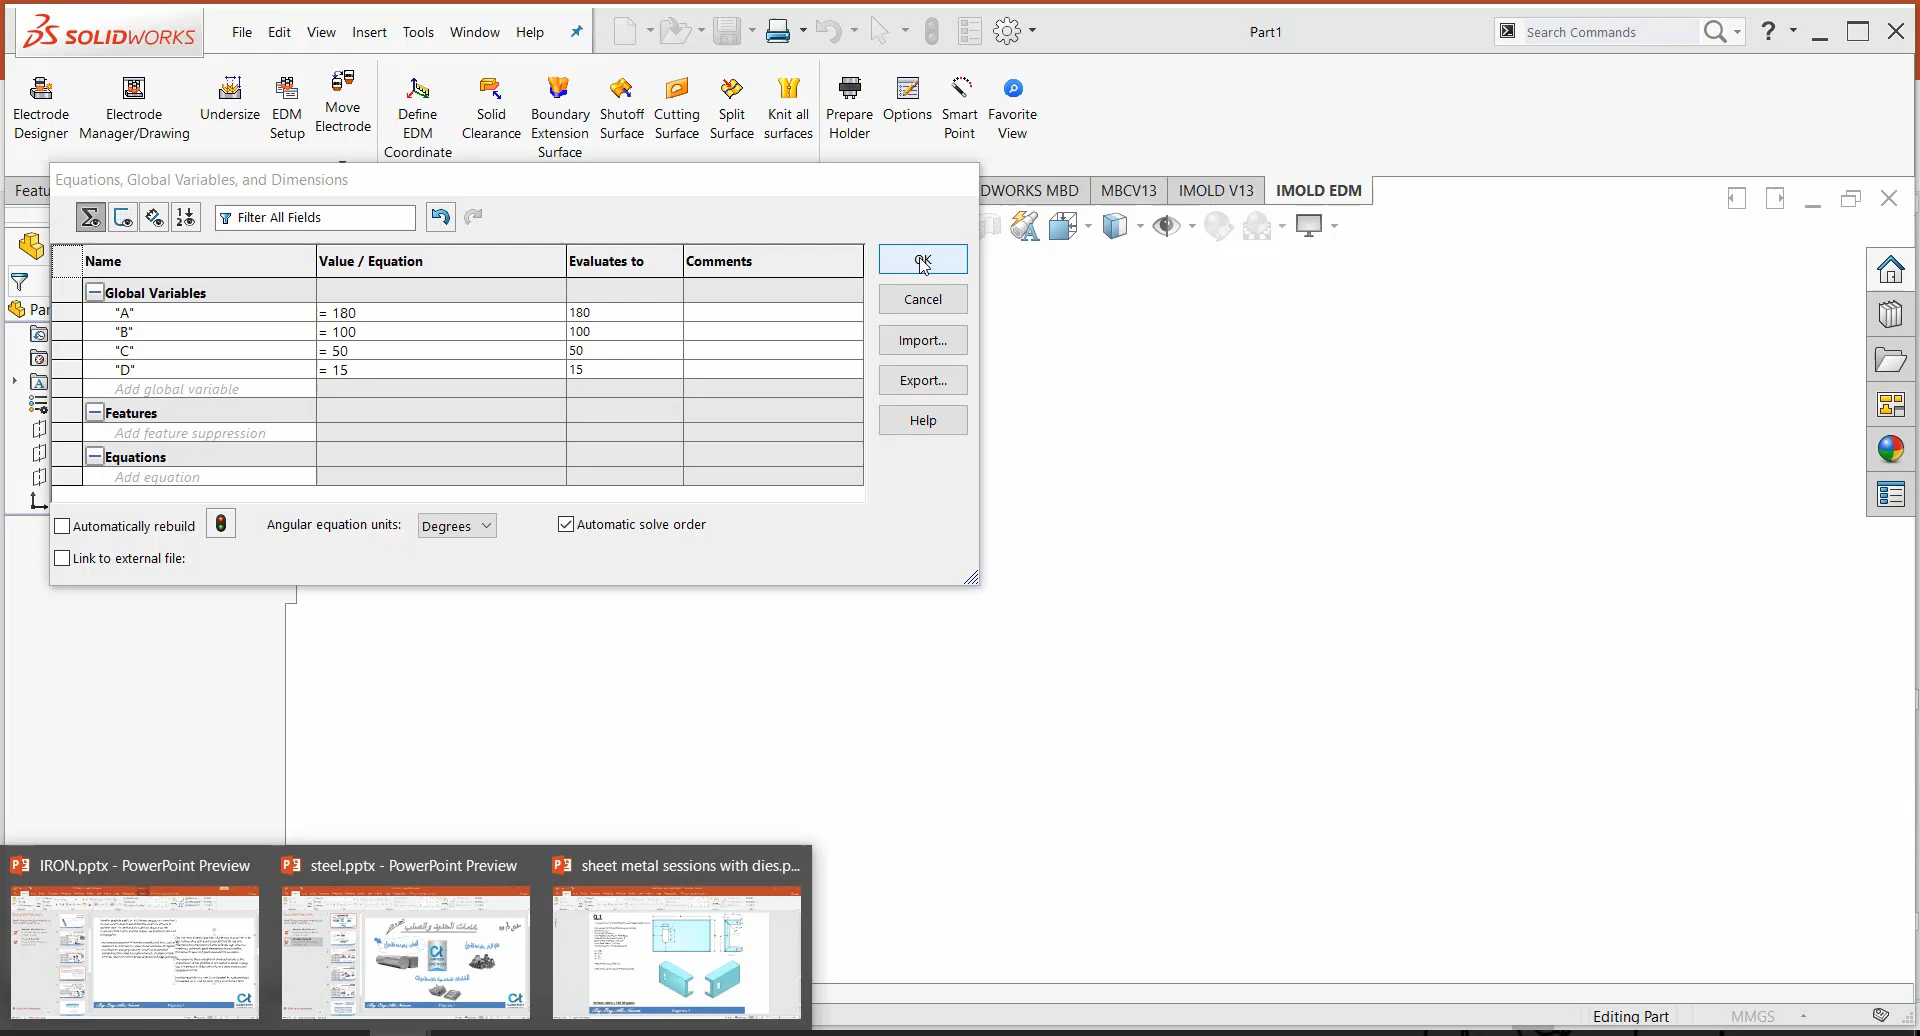 SOLIDWORKS
File Edit View Insert Tools Window Help
Part1
Search Commands
?
Electrode Designer
Electrode Manager/Drawing
Undersize
EDM Setup
Move Electrode
Define EDM Coordinate
Solid Clearance
Boundary Extension Surface
Shutoff Surface
Cutting Surface
Split Surface
Knit all surfaces
Prepare Holder
Options
Smart Point
Favorite View
Featu
DWORKS MBD MBCV13 IMOLD V13 IMOLD EDM
Equations, Global Variables, and Dimensions
Filter All Fields
Name Value / Equation Evaluates to Comments
Global Variables
"A" = 180 180
"B" = 100 100
"C" = 50 50
"D" = 15 15
Add global variable
Features
Add feature suppression
Equations
Add equation
OK
Cancel
Import...
Export...
Help
Automatically rebuild
Angular equation units: Degrees
Automatic solve order
Link to external file:
Par
IRON.pptx - PowerPoint Preview
steel.pptx - PowerPoint Preview
sheet metal sessions with dies.p...
Q.1
Editing Part
MMGS